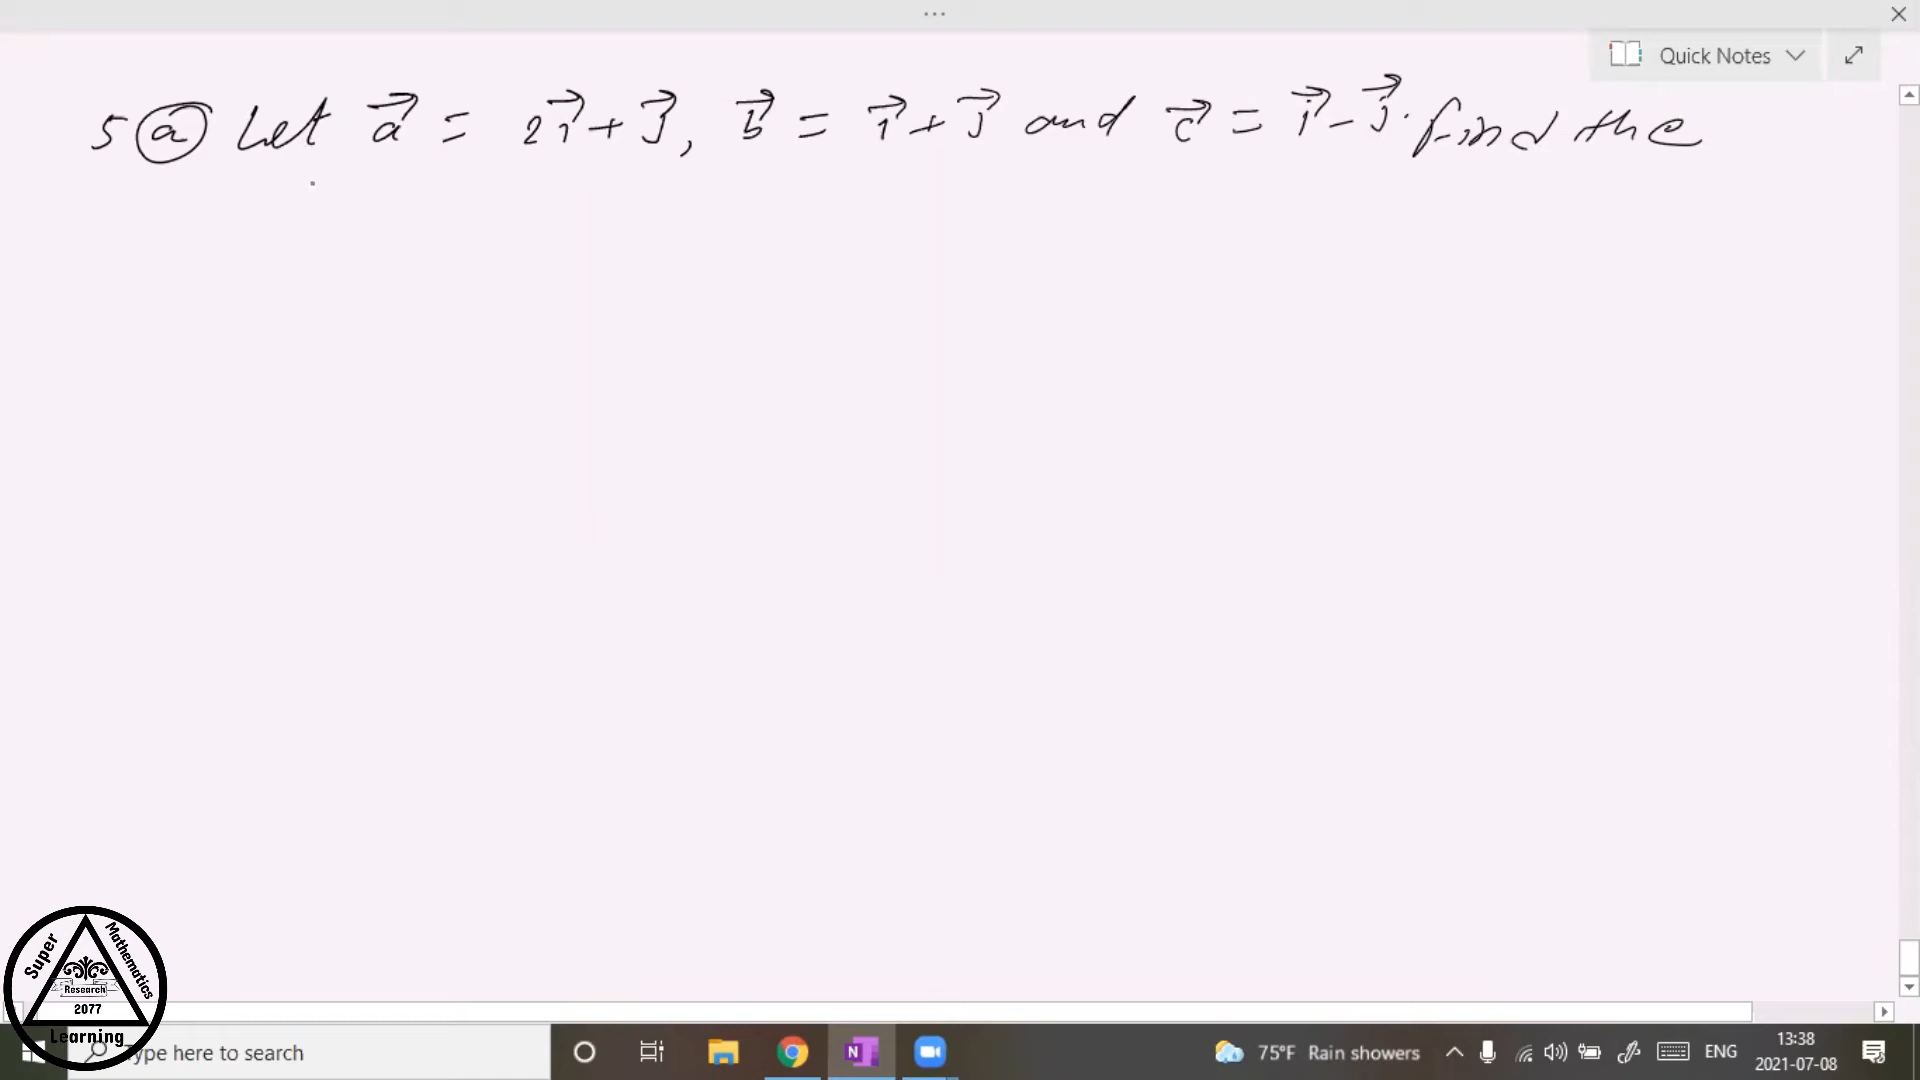 ...
Quick Notes
5 (a) Let a⃗ = 2i⃗ + j⃗, b⃗ = i⃗ + j⃗ and c⃗ = i⃗ - j⃗. find the
Super Mathematics
Research
2077
Learning
Type here to search
75°F Rain showers
ENG
13:38
2021-07-08